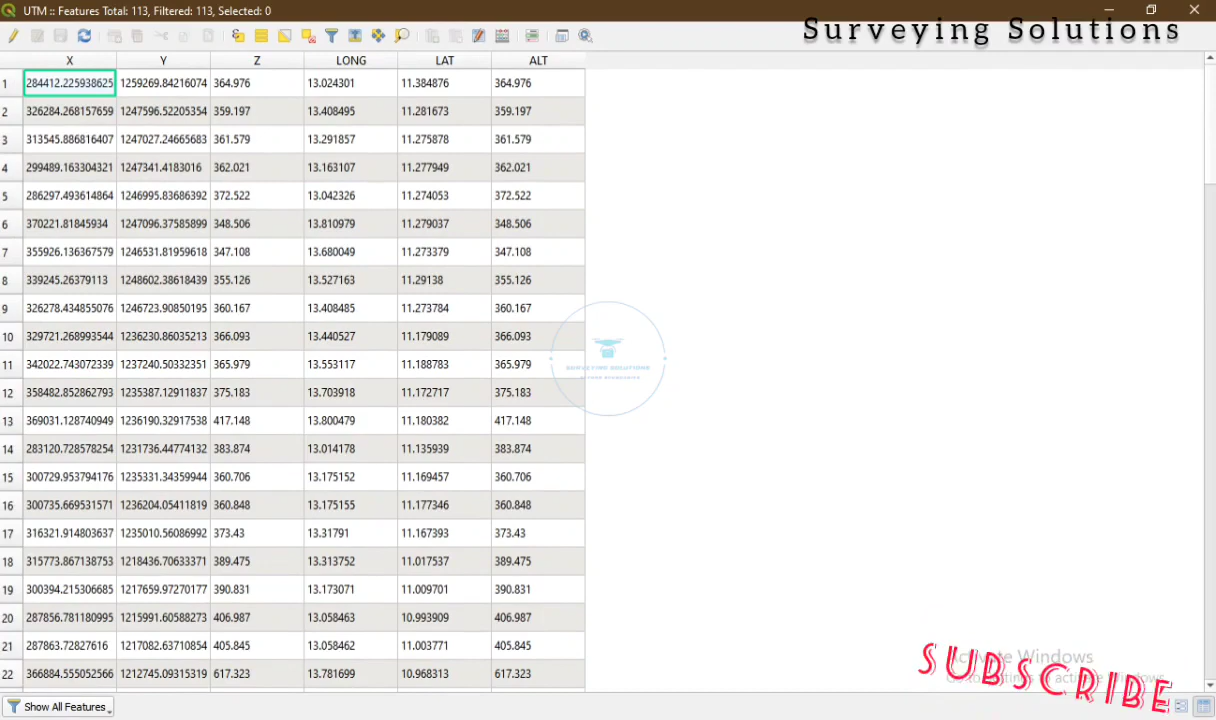 UTM :: Features Total: 113, Filtered: 113, Selected: 0
Surveying Solutions
X Y Z LONG LAT ALT
1 284412.225938625 1259269.84216074 364.976 13.024301 11.384876 364.976
2 326284.268157659 1247596.52205354 359.197 13.408495 11.281673 359.197
3 313545.886816407 1247027.24665683 361.579 13.291857 11.275878 361.579
4 299489.163304321 1247341.4183016 362.021 13.163107 11.277949 362.021
5 286297.493614864 1246995.83686392 372.522 13.042326 11.274053 372.522
6 370221.81845934 1247096.37585899 348.506 13.810979 11.279037 348.506
7 355926.136367579 1246531.81959618 347.108 13.680049 11.273379 347.108
8 339245.26379113 1248602.38618439 355.126 13.527163 11.29138 355.126
9 326278.434855076 1246723.90850195 360.167 13.408485 11.273784 360.167
10 329721.268993544 1236230.86035213 366.093 13.440527 11.179089 366.093
11 342022.743072339 1237240.50332351 365.979 13.553117 11.188783 365.979
12 358482.852862793 1235387.12911837 375.183 13.703918 11.172717 375.183
13 369031.128740949 1236190.32917538 417.148 13.800479 11.180382 417.148
14 283120.728578254 1231736.44774132 383.874 13.014178 11.135939 383.874
15 300729.953794176 1235331.34359944 360.706 13.175152 11.169457 360.706
16 300735.669531571 1236204.05411819 360.848 13.175155 11.177346 360.848
17 316321.914803637 1235010.56086992 373.43 13.31791 11.167393 373.43
18 315773.867138753 1218436.70633371 389.475 13.313752 11.017537 389.475
19 300394.215306685 1217659.97270177 390.831 13.173071 11.009701 390.831
20 287856.781180995 1215991.60588273 406.987 13.058463 10.993909 406.987
21 287863.72827616 1217082.63710854 405.845 13.058462 11.003771 405.845
22 366884.555052566 1212745.09315319 617.323 13.781695 10.968313 617.323
SURVEYING SOLUTIONS
Activate Windows
SUBSCRIBE
Show All Features